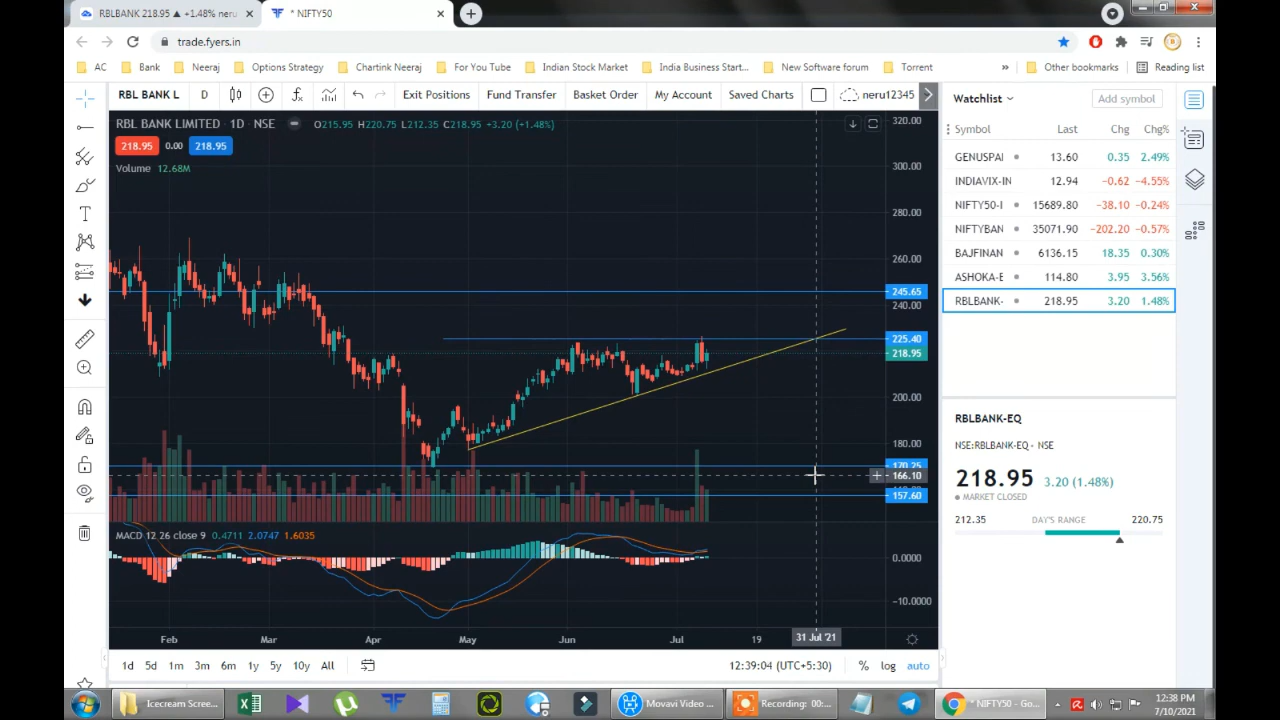 RBLBANK 218.95 ▲ +1.48% neru
* NIFTY50
trade.fyers.in
AC
Bank
Neeraj
Options Strategy
Chartink Neeraj
For You Tube
Indian Stock Market
India Business Start...
New Software forum
Torrent
»
Other bookmarks
Reading list
RBL BANK L
D
Exit Positions
Fund Transfer
Basket Order
My Account
Saved Charts
neru12345
RBL BANK LIMITED · 1D · NSE
O215.95 H220.75 L212.35 C218.95 +3.20 (+1.48%)
218.95
0.00
218.95
Volume 12.68M
320.00
300.00
280.00
260.00
245.65
240.00
225.40
218.95
200.00
180.00
170.25
166.10
157.60
MACD 12 26 close 9 0.4711 2.0747 1.6035
0.0000
−10.0000
Feb
Mar
Apr
May
Jun
Jul
19
31 Jul '21
1d
5d
1m
3m
6m
1y
5y
10y
All
12:39:04 (UTC+5:30)
%
log
auto
Watchlist
Add symbol
Symbol Last Chg Chg%
GENUSPAI 13.60 0.35 2.49%
INDIAVIX-IN 12.94 −0.62 −4.55%
NIFTY50-I 15689.80 −38.10 −0.24%
NIFTYBAN 35071.90 −202.20 −0.57%
BAJFINAN 6136.15 18.35 0.30%
ASHOKA-E 114.80 3.95 3.56%
RBLBANK- 218.95 3.20 1.48%
RBLBANK-EQ
NSE:RBLBANK-EQ · NSE
218.95 3.20 (1.48%)
MARKET CLOSED
212.35 DAY'S RANGE 220.75
Icecream Scree...
Movavi Video ...
Recording: 00:...
* NIFTY50 - Go...
12:38 PM
7/10/2021